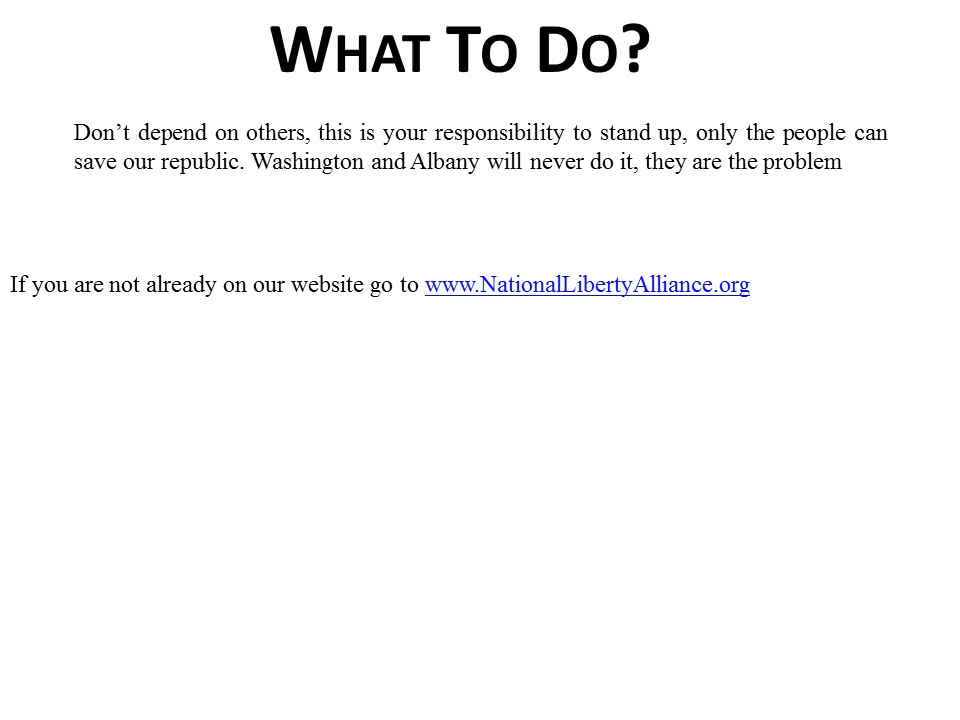 WHAT TO DO?
Don’t depend on others, this is your responsibility to stand up, only the people can
save our republic. Washington and Albany will never do it, they are the problem
If you are not already on our website go to www.NationalLibertyAlliance.org